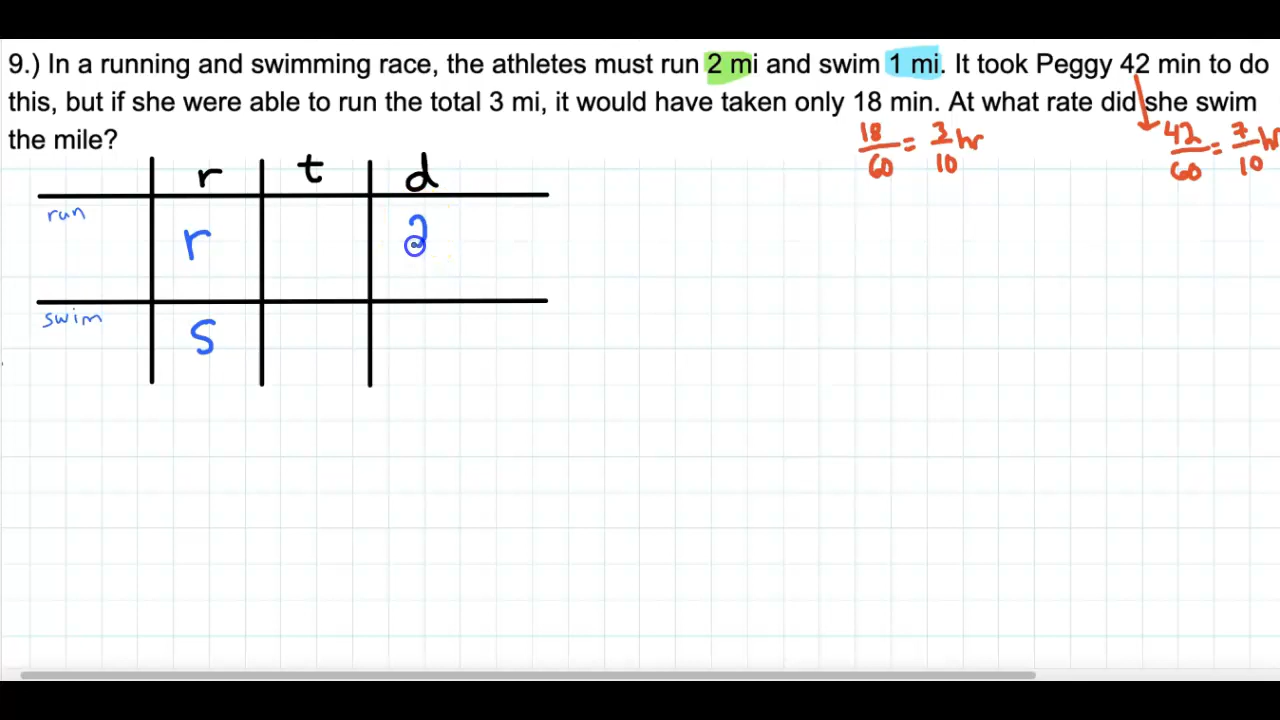 9.) In a running and swimming race, the athletes must run 2 mi and swim 1 mi. It took Peggy 42 min to do
this, but if she were able to run the total 3 mi, it would have taken only 18 min. At what rate did she swim
the mile?
18/60 = 3/10 hr
42/60 = 7/10 hr
r t d
run r 2
swim s